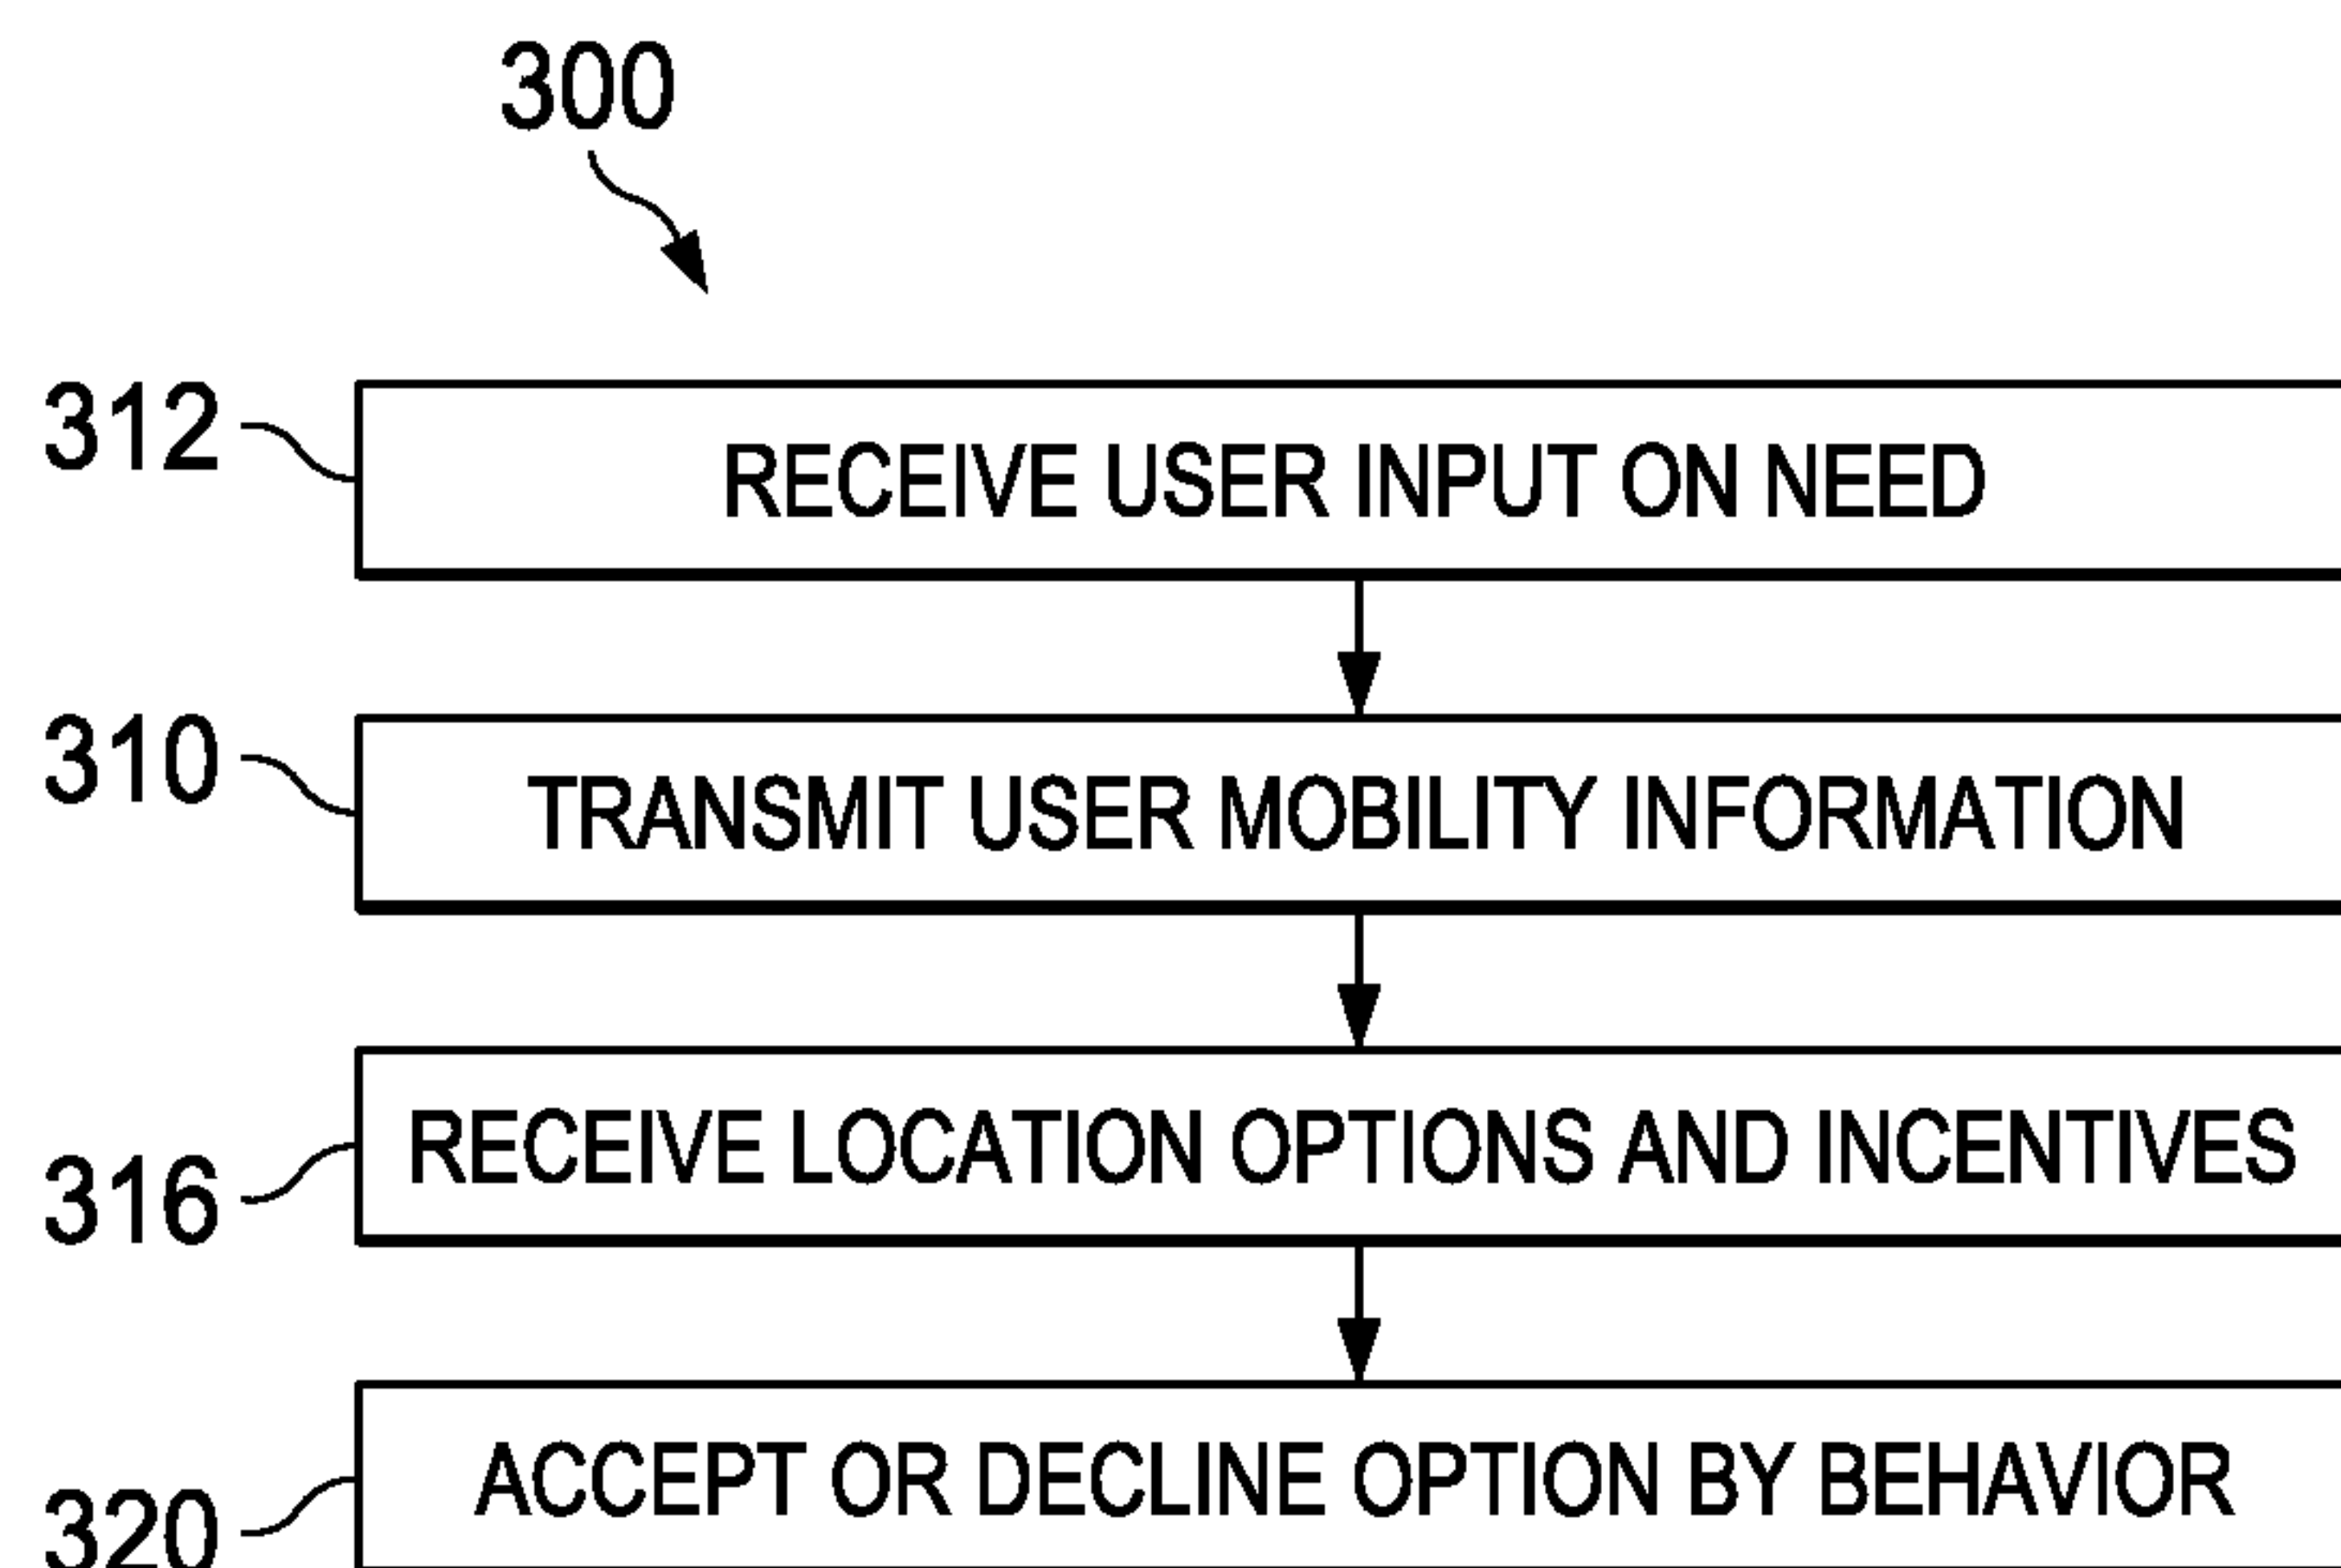 300
312 RECEIVE USER INPUT ON NEED
310 TRANSMIT USER MOBILITY INFORMATION
316 RECEIVE LOCATION OPTIONS AND INCENTIVES
320 ACCEPT OR DECLINE OPTION BY BEHAVIOR